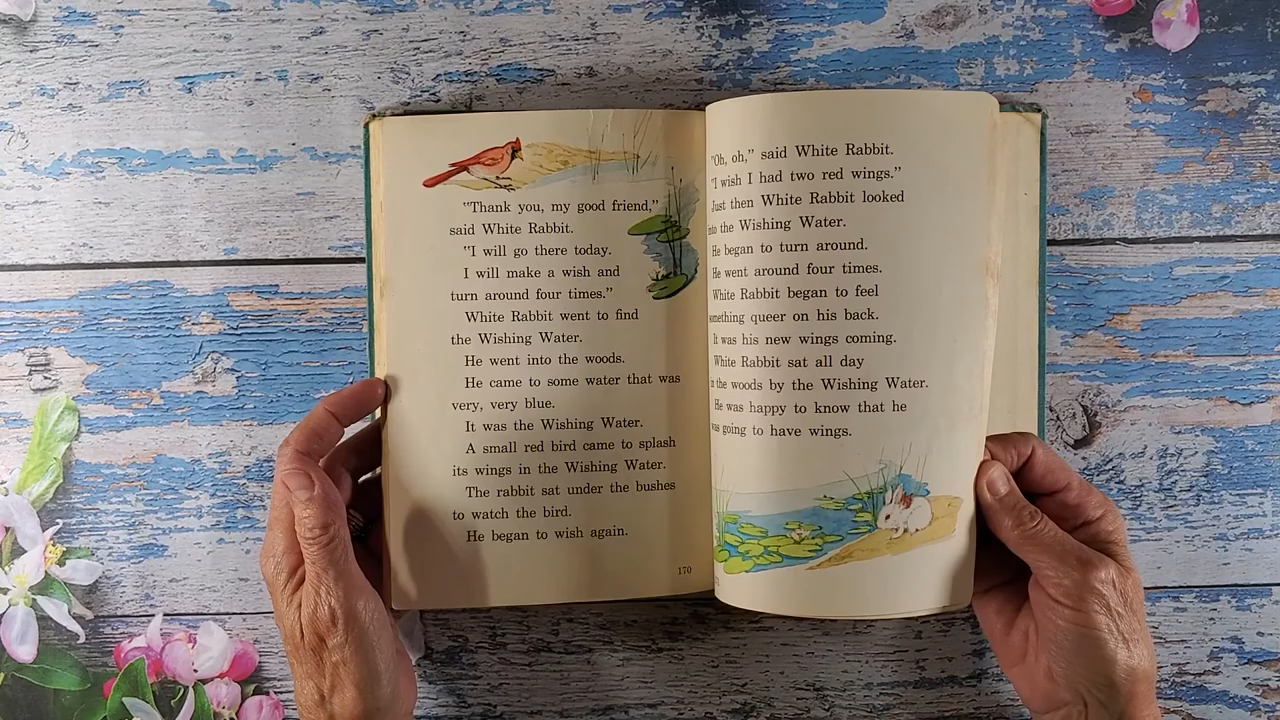 "Thank you, my good friend,"
said White Rabbit.
"I will go there today.
I will make a wish and
turn around four times."
White Rabbit went to find
the Wishing Water.
He went into the woods.
He came to some water that was
very, very blue.
It was the Wishing Water.
A small red bird came to splash
its wings in the Wishing Water.
The rabbit sat under the bushes
to watch the bird.
He began to wish again.
170
"Oh, oh," said White Rabbit.
"I wish I had two red wings."
Just then White Rabbit looked
into the Wishing Water.
He began to turn around.
He went around four times.
White Rabbit began to feel
something queer on his back.
It was his new wings coming.
White Rabbit sat all day
in the woods by the Wishing Water.
He was happy to know that he
was going to have wings.